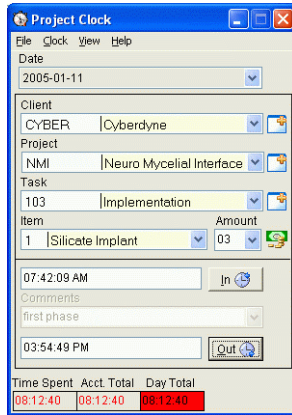 Project Clock
File Clock View Help
Date
2005-01-11
Client
CYBER Cyberdyne
Project
NMI Neuro Mycelial Interface
Task
103 Implementation
Item Amount
1 Silicate Implant 03
07:42:09 AM In
Comments
first phase
03:54:49 PM Out
Time Spent Acct. Total Day Total
08:12:40 08:12:40 08:12:40